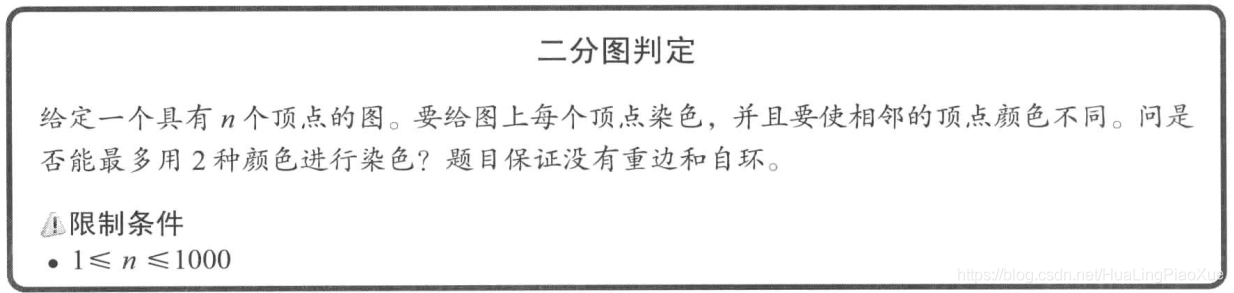 二分图判定
给定一个具有 n 个顶点的图。要给图上每个顶点染色，并且要使相邻的顶点颜色不同。问是
否能最多用 2 种颜色进行染色？题目保证没有重边和自环。
限制条件
• 1≤ n ≤1000
https://blog.csdn.net/HuaLingPiaoXue